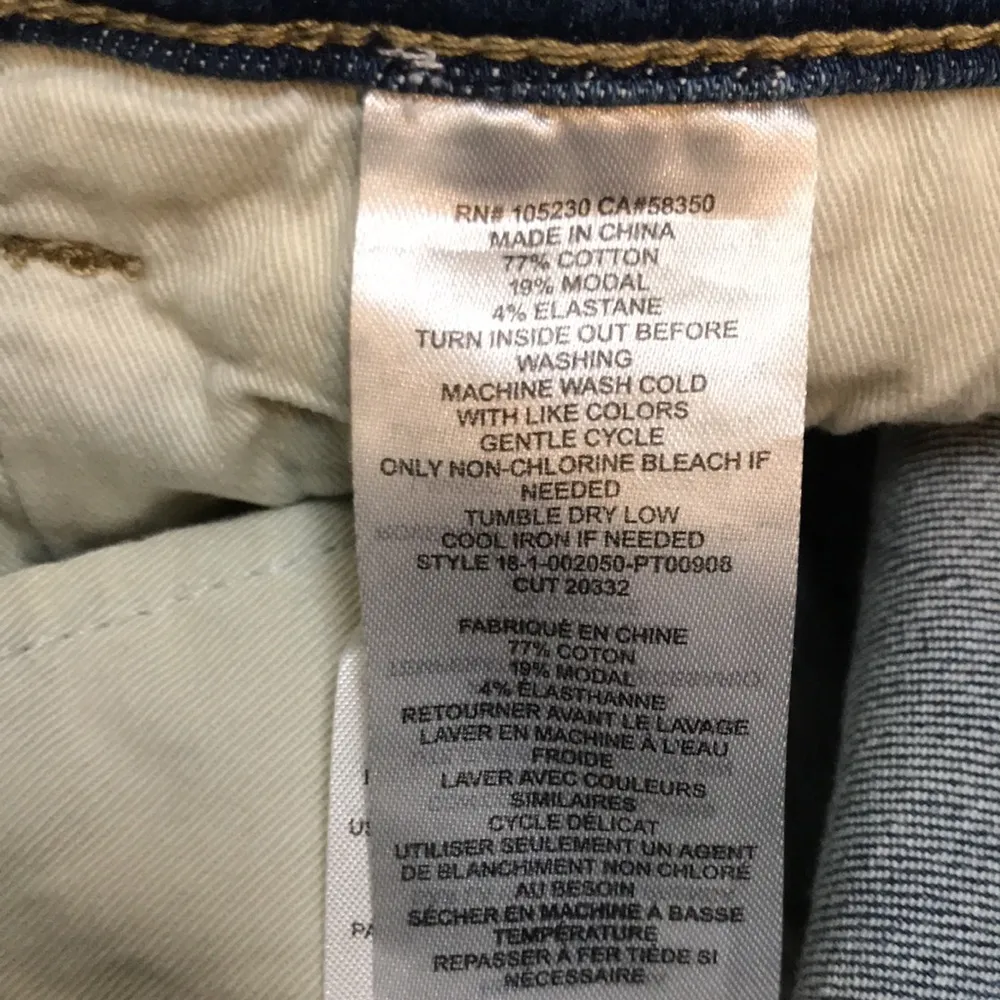 RN# 105230 CA#58350
MADE IN CHINA
77% COTTON
19% MODAL
4% ELASTANE
TURN INSIDE OUT BEFORE
WASHING
MACHINE WASH COLD
WITH LIKE COLORS
GENTLE CYCLE
ONLY NON-CHLORINE BLEACH IF
NEEDED
TUMBLE DRY LOW
COOL IRON IF NEEDED
STYLE 18-1-002050-PT00908
CUT 20332
FABRIQUÉ EN CHINE
77% COTON
19% MODAL
4% ÉLASTHANNE
RETOURNER AVANT LE LAVAGE
LAVER EN MACHINE À L'EAU
FROIDE
LAVER AVEC COULEURS
SIMILAIRES
CYCLE DÉLICAT
UTILISER SEULEMENT UN AGENT
DE BLANCHIMENT NON CHLORÉ
AU BESOIN
SÉCHER EN MACHINE À BASSE
TEMPÉRATURE
REPASSER À FER TIÈDE SI
NÉCESSAIRE